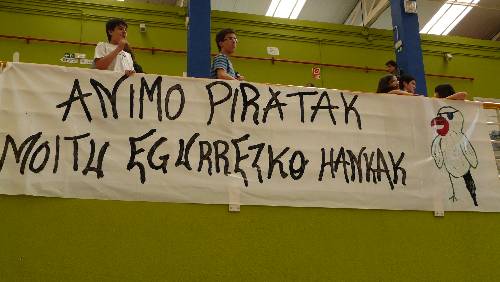 ANIMO PIRATAK
MOITU EGURREZKO HANKAK